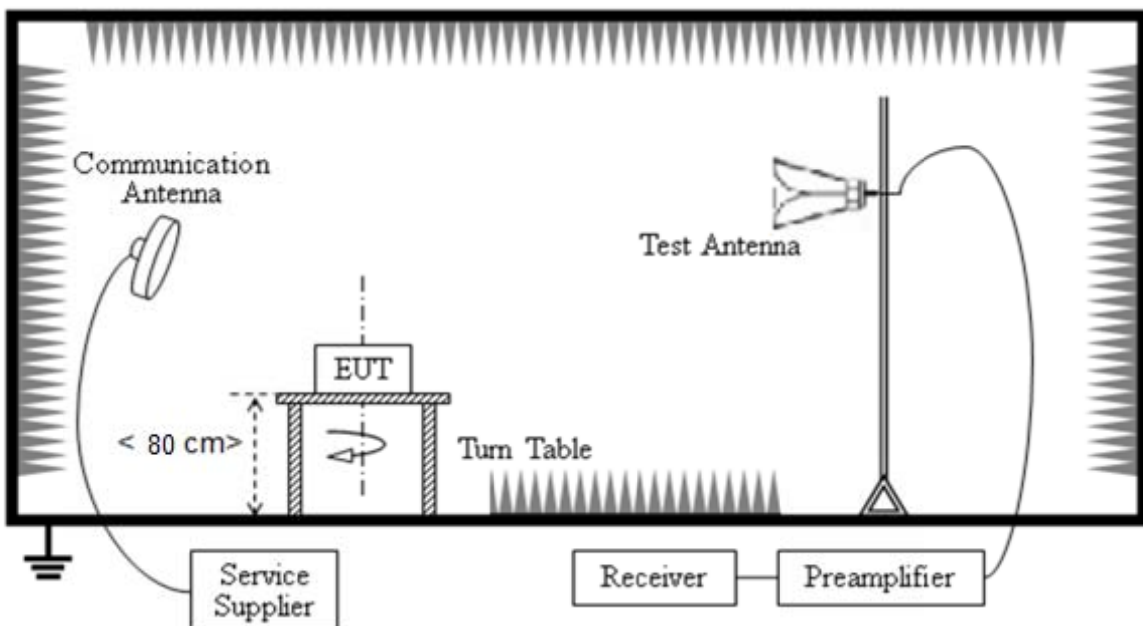 Communication
Antenna
Test Antenna
EUT
< 80 cm>
Turn Table
Service
Supplier
Receiver
Preamplifier